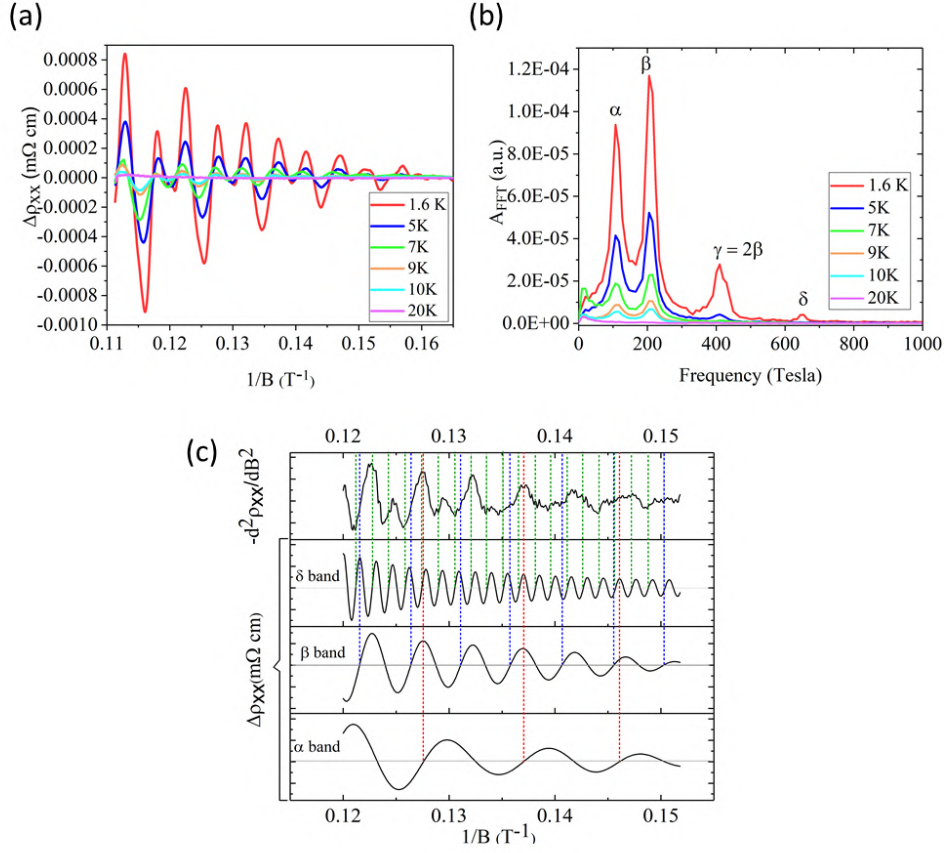 (a)
0.0008
0.0006
0.0004
0.0002
0.0000
-0.0002
-0.0004
-0.0006
-0.0008
-0.0010
Δρxx (mΩ cm)
1.6 K
5K
7K
9K
10K
20K
0.11 0.12 0.13 0.14 0.15 0.16
1/B (T⁻¹)
(b)
1.2E-04
1.0E-04
8.0E-05
6.0E-05
4.0E-05
2.0E-05
0.0E+00
A_FFT (a.u.)
α
β
γ = 2β
δ
1.6 K
5K
7K
9K
10K
20K
0 200 400 600 800 1000
Frequency (Tesla)
(c)
0.12 0.13 0.14 0.15
-d²ρxx/dB²
δ band
β band
α band
Δρxx(mΩ cm)
0.12 0.13 0.14 0.15
1/B (T⁻¹)